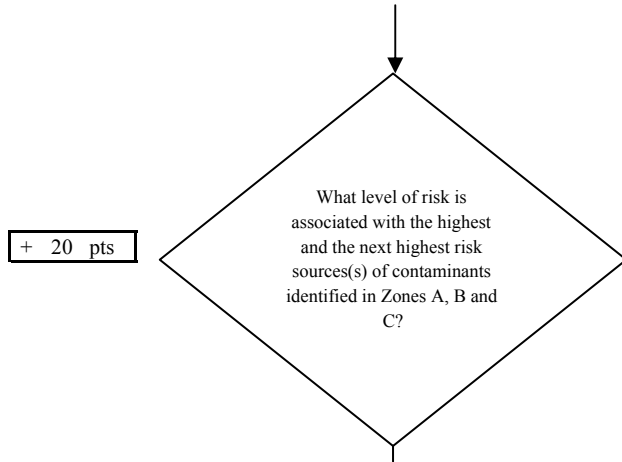 What level of risk is
associated with the highest
and the next highest risk
sources(s) of contaminants
identified in Zones A, B and
C?
+ 20 pts